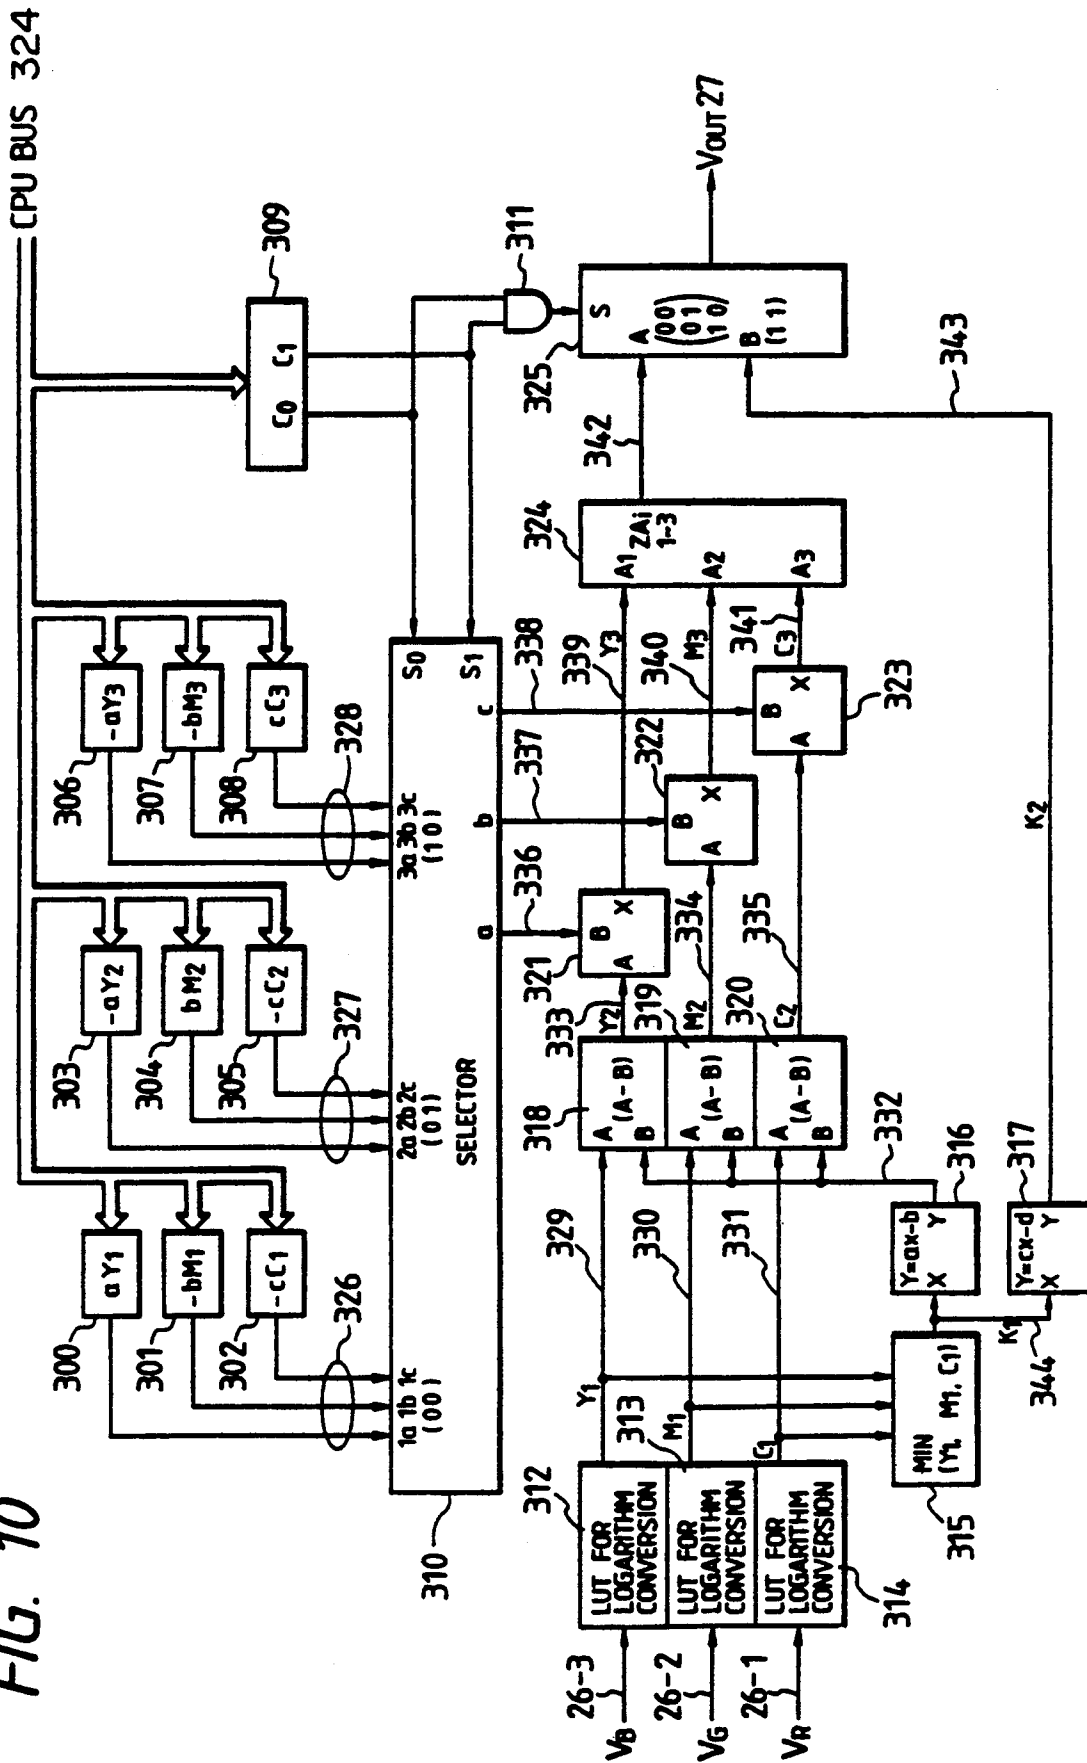 FIG. 10
CPU BUS 324
300
aY1
301
-bM1
302
-cC1
326
1a 1b 1c
(00)
303
-aY2
304
bM2
305
-cC2
327
2a 2b 2c
(01)
306
-aY3
307
-bM3
308
cC3
328
3a 3b 3c
(10)
309
C0 C1
310
SELECTOR
S0
S1
a
b
c
311
336
337
338
VB
26-3
VG
26-2
VR
26-1
312
LUT FOR
LOGARITHM
CONVERSION
313
LUT FOR
LOGARITHM
CONVERSION
LUT FOR
LOGARITHM
CONVERSION
314
Y1
M1
C1
329
330
331
315
MIN
(Y1, M1, C1)
K1
344
316
Y=ax-b
X Y
317
Y=cx-d
X Y
332
318
A
(A-B)
B
319
A
(A-B)
B
320
A
(A-B)
B
333
Y2
334
M2
335
C2
321
B
A X
322
B
A X
323
B
A X
339
Y3
340
M3
341
C3
324
A1
ZAi
1~3
A2
A3
342
325
S
A
(00)
(01)
(10)
B
(11)
VOUT 27
K2
343